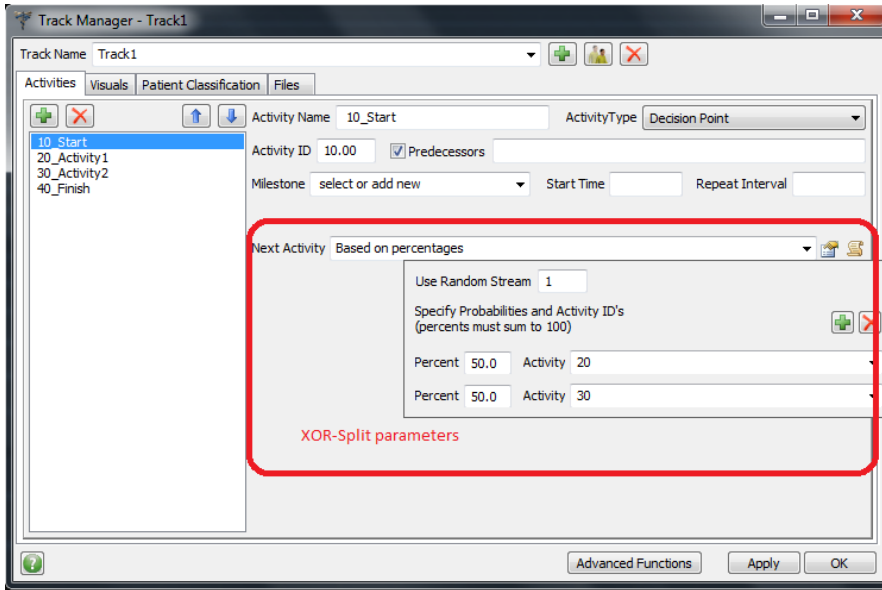 Track Manager - Track1
Track Name Track1
Activities Visuals Patient Classification Files
Activity Name 10_Start ActivityType Decision Point
10_Start
20_Activity1
30_Activity2
40_Finish
Activity ID 10.00 Predecessors
Milestone select or add new Start Time Repeat Interval
Next Activity Based on percentages
Use Random Stream 1
Specify Probabilities and Activity ID's
(percents must sum to 100)
Percent 50.0 Activity 20
Percent 50.0 Activity 30
XOR-Split parameters
Advanced Functions Apply OK